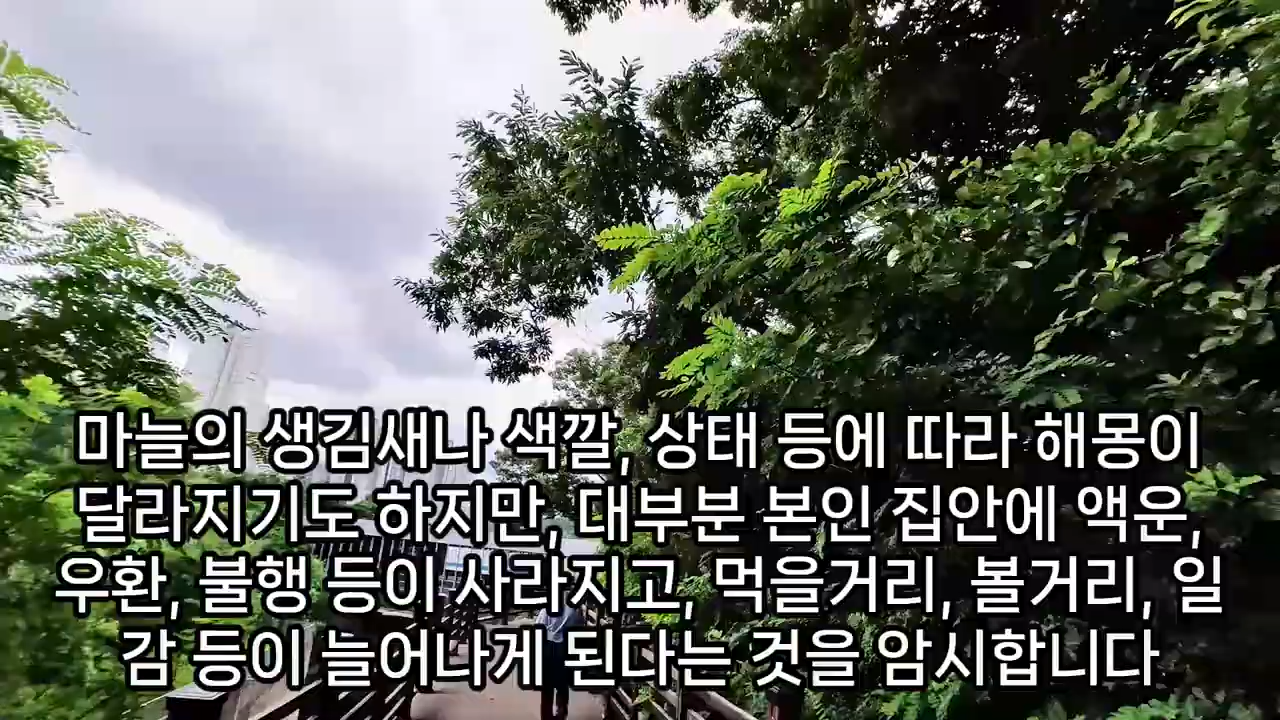 마늘의 생김새나 색깔, 상태 등에 따라 해몽이
달라지기도 하지만, 대부분 본인 집안에 액운,
우환, 불행 등이 사라지고, 먹을거리, 볼거리, 일
감 등이 늘어나게 된다는 것을 암시합니다